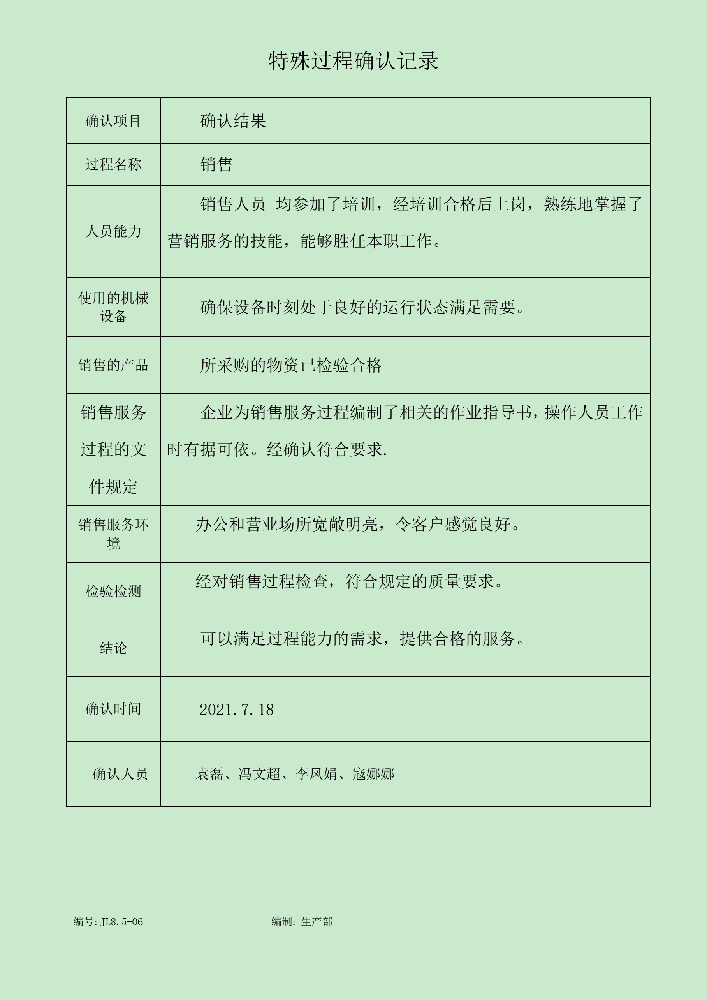 特殊过程确认记录
确认项目
确认结果
过程名称
销售
人员能力
销售人员 均参加了培训，经培训合格后上岗，熟练地掌握了
营销服务的技能，能够胜任本职工作。
使用的机械
设备
确保设备时刻处于良好的运行状态满足需要。
销售的产品
所采购的物资已检验合格
销售服务
过程的文
件规定
企业为销售服务过程编制了相关的作业指导书，操作人员工作
时有据可依。经确认符合要求.
销售服务环
境
办公和营业场所宽敞明亮，令客户感觉良好。
检验检测
经对销售过程检查，符合规定的质量要求。
结论
可以满足过程能力的需求，提供合格的服务。
确认时间
2021.7.18
确认人员
袁磊、冯文超、李凤娟、寇娜娜
编号: JL8.5-06 编制: 生产部